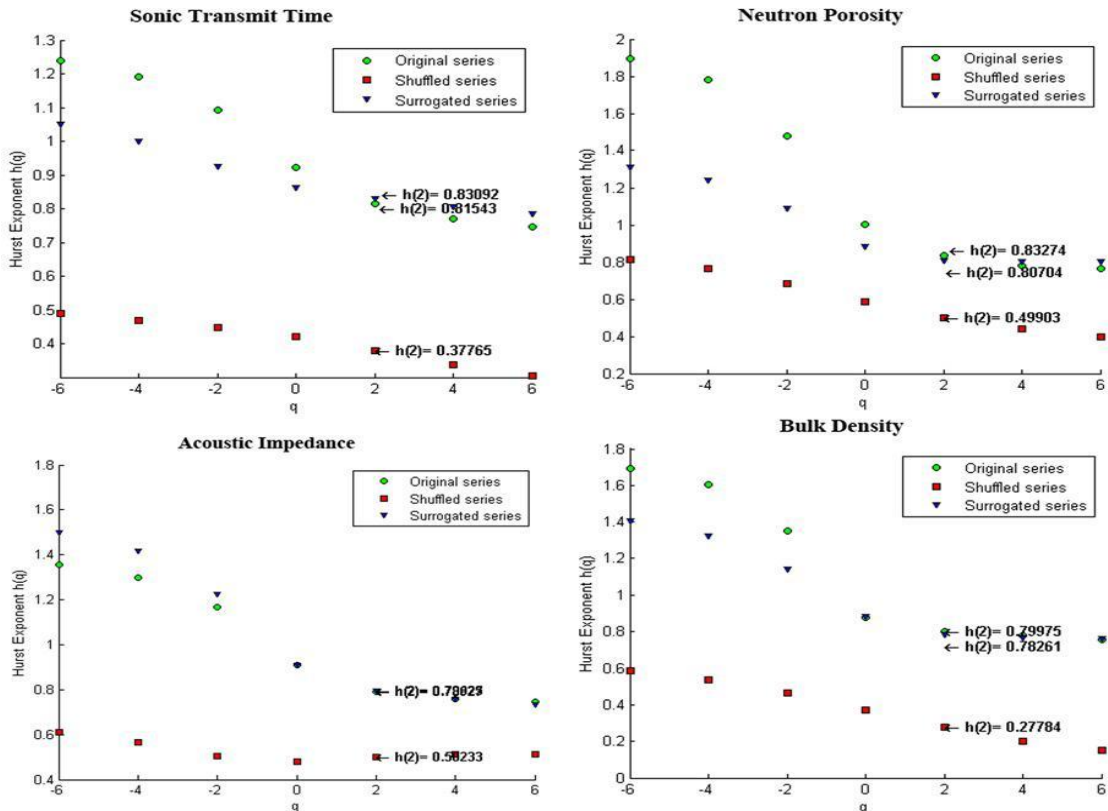 Sonic Transmit Time
1.3
1.2
1.1
1
0.9
0.8
0.7
0.6
0.5
0.4
Hurst Exponent h(q)
Original series
Shuffled series
Surrogated series
h(2)= 0.83092
h(2)= 0.81543
h(2)= 0.37765
-6
-4
-2
0
2
4
6
q
Neutron Porosity
2
1.8
1.6
1.4
1.2
1
0.8
0.6
0.4
0.2
Hurst Exponent h(q)
Original series
Shuffled series
Surrogated series
h(2)= 0.83274
h(2)= 0.80704
h(2)= 0.49903
-6
-4
-2
0
2
4
6
q
Acoustic Impedance
1.8
1.6
1.4
1.2
1
0.8
0.6
0.4
Hurst Exponent h(q)
Original series
Shuffled series
Surrogated series
h(2)=
h(2)=
-6
-4
-2
0
2
4
6
q
Bulk Density
1.8
1.6
1.4
1.2
1
0.8
0.6
0.4
0.2
0
Hurst Exponent h(q)
Original series
Shuffled series
Surrogated series
h(2)= 0.79975
h(2)= 0.78261
h(2)= 0.27784
-6
-4
-2
0
2
4
6
q